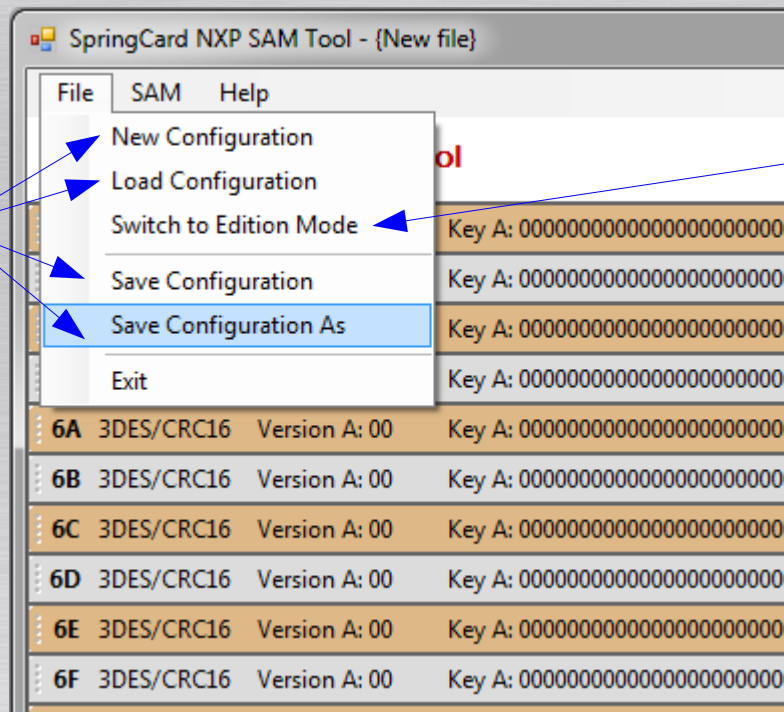 SpringCard NXP SAM Tool - {New file}
File SAM Help
New Configuration
ol
Load Configuration
Switch to Edition Mode
Key A: 0000000000000000000000
Save Configuration
Key A: 0000000000000000000000
Save Configuration As
Key A: 0000000000000000000000
Exit
Key A: 0000000000000000000000
6A 3DES/CRC16 Version A: 00 Key A: 0000000000000000000000
6B 3DES/CRC16 Version A: 00 Key A: 0000000000000000000000
6C 3DES/CRC16 Version A: 00 Key A: 0000000000000000000000
6D 3DES/CRC16 Version A: 00 Key A: 0000000000000000000000
6E 3DES/CRC16 Version A: 00 Key A: 0000000000000000000000
6F 3DES/CRC16 Version A: 00 Key A: 0000000000000000000000